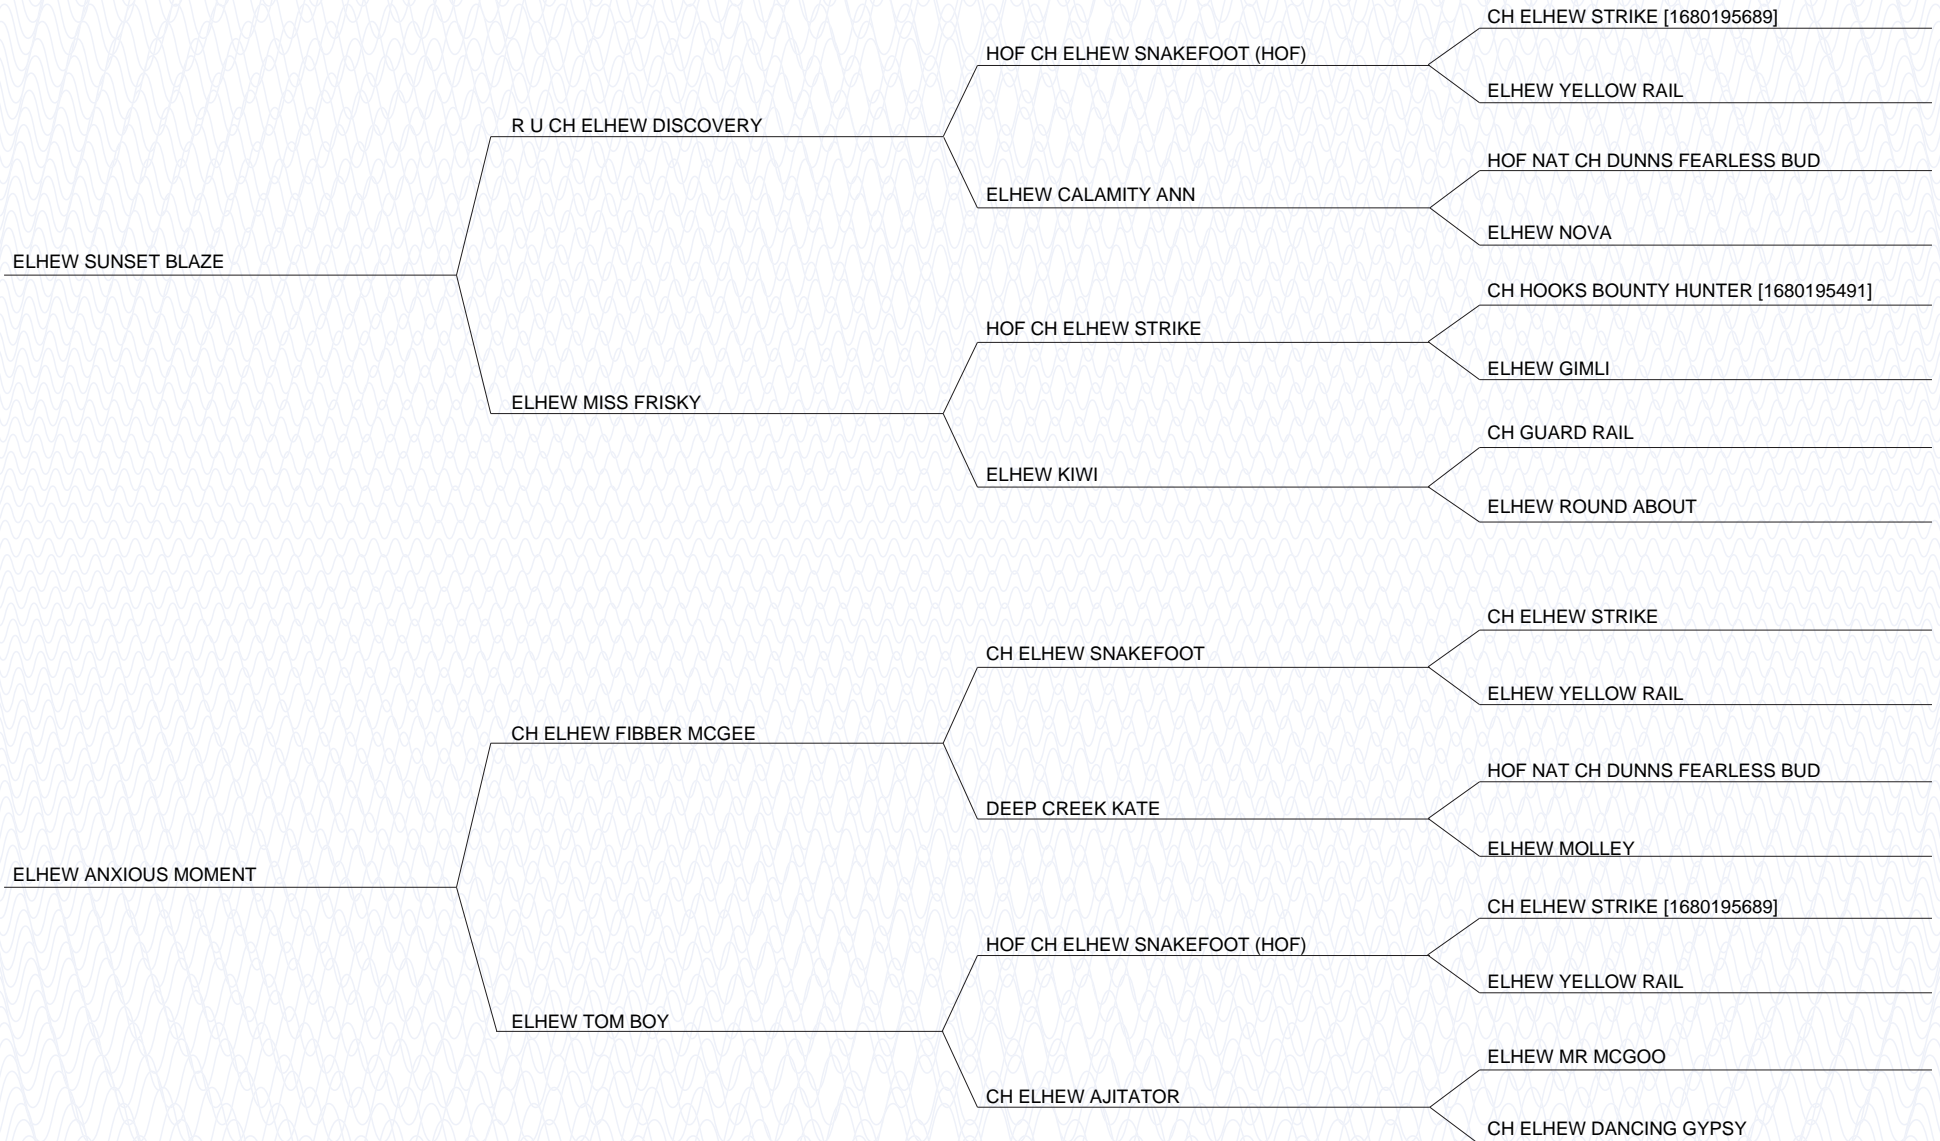 CH ELHEW STRIKE [1680195689]
HOF CH ELHEW SNAKEFOOT (HOF)
ELHEW YELLOW RAIL
R U CH ELHEW DISCOVERY
HOF NAT CH DUNNS FEARLESS BUD
ELHEW CALAMITY ANN
ELHEW NOVA
ELHEW SUNSET BLAZE
CH HOOKS BOUNTY HUNTER [1680195491]
HOF CH ELHEW STRIKE
ELHEW GIMLI
ELHEW MISS FRISKY
CH GUARD RAIL
ELHEW KIWI
ELHEW ROUND ABOUT
CH ELHEW STRIKE
CH ELHEW SNAKEFOOT
ELHEW YELLOW RAIL
CH ELHEW FIBBER MCGEE
HOF NAT CH DUNNS FEARLESS BUD
DEEP CREEK KATE
ELHEW MOLLEY
ELHEW ANXIOUS MOMENT
CH ELHEW STRIKE [1680195689]
HOF CH ELHEW SNAKEFOOT (HOF)
ELHEW YELLOW RAIL
ELHEW TOM BOY
ELHEW MR MCGOO
CH ELHEW AJITATOR
CH ELHEW DANCING GYPSY